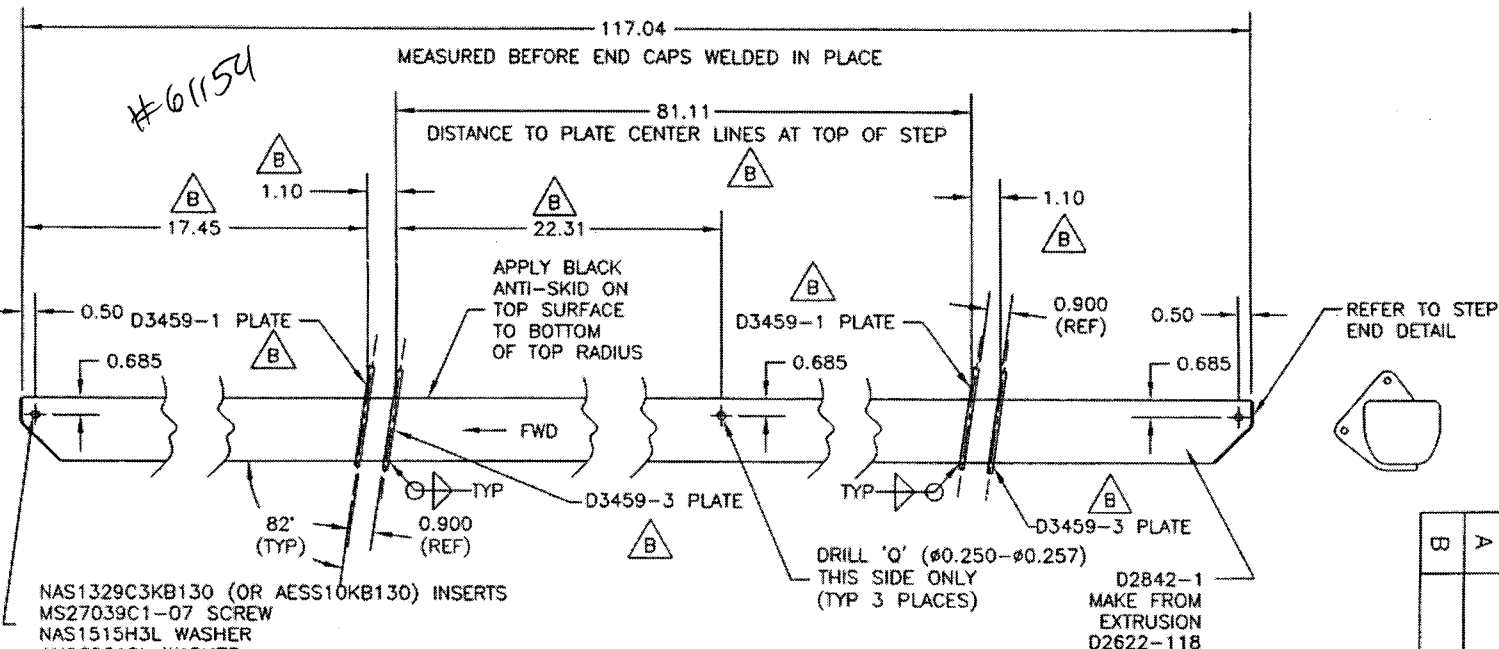 117.04
MEASURED BEFORE END CAPS WELDED IN PLACE
#61154
81.11
DISTANCE TO PLATE CENTER LINES AT TOP OF STEP
B
B
1.10
B
B
1.10
17.45
22.31
B
APPLY BLACK
ANTI-SKID ON
TOP SURFACE
TO BOTTOM
OF TOP RADIUS
B
0.50
D3459-1 PLATE
B
D3459-1 PLATE
0.900
(REF)
0.50
REFER TO STEP
END DETAIL
0.685
0.685
0.685
FWD
TYP
D3459-3 PLATE
B
TYP
B
D3459-3 PLATE
82°
(TYP)
0.900
(REF)
DRILL 'Q' (ø0.250-ø0.257)
THIS SIDE ONLY
(TYP 3 PLACES)
D2842-1
MAKE FROM
EXTRUSION
D2622-118
NAS1329C3KB130 (OR AESS10KB130) INSERTS
MS27039C1-07 SCREW
NAS1515H3L WASHER
B
A